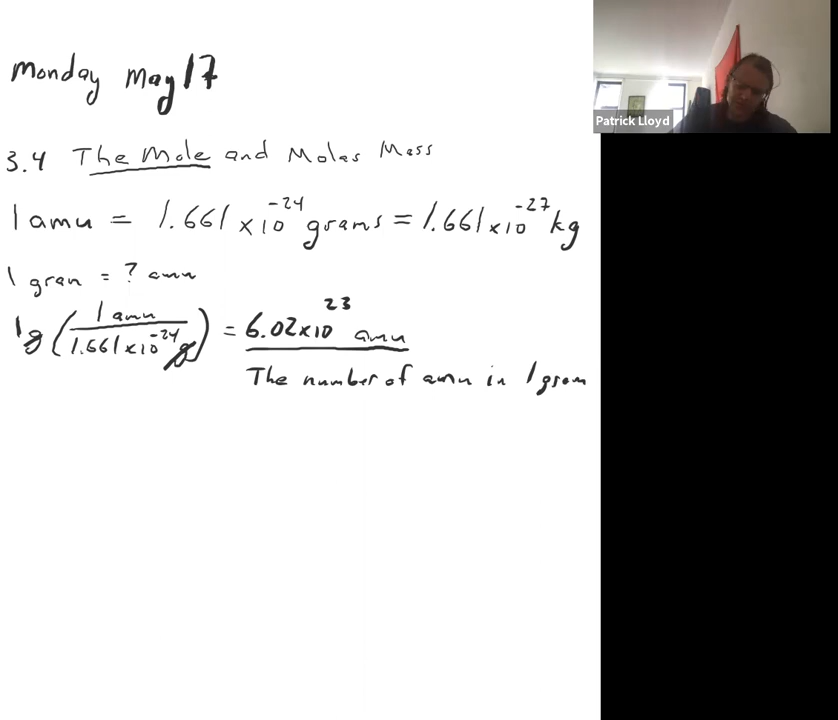 Monday May 17
Patrick Lloyd
3.4 The Mole and Molar Mass
1 amu = 1.661 x 10^-24 grams = 1.661 x 10^-27 kg
1 gram = ? amu
1g (1 amu / 1.661 x 10^-24 g) = 6.02 x 10^23 amu
The number of amu in 1 gram